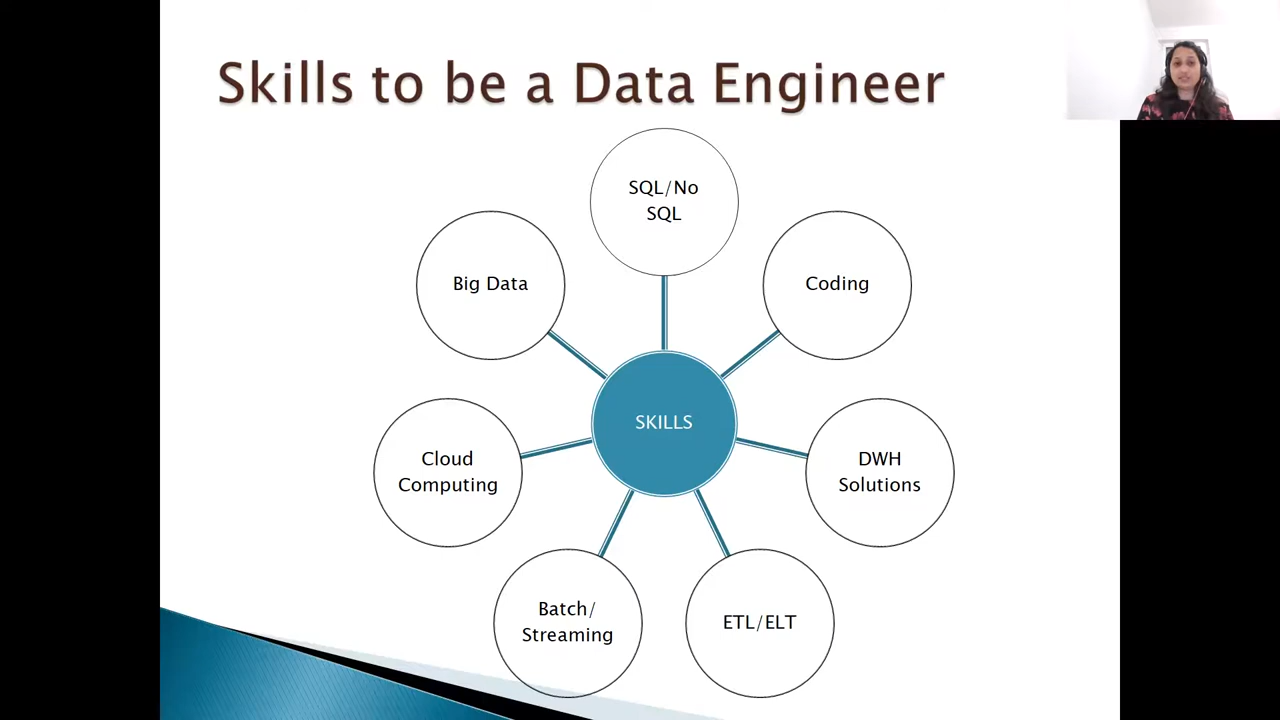 Skills to be a Data Engineer
SQL/No
SQL
Big Data
Coding
SKILLS
Cloud
Computing
DWH
Solutions
Batch/
Streaming
ETL/ELT